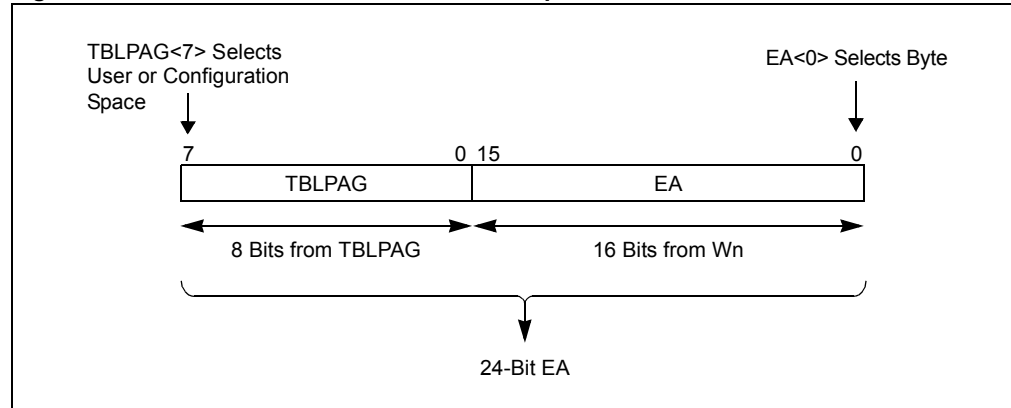 TBLPAG<7> Selects
User or Configuration
Space
EA<0> Selects Byte
7 0 15 0
TBLPAG EA
8 Bits from TBLPAG 16 Bits from Wn
24-Bit EA